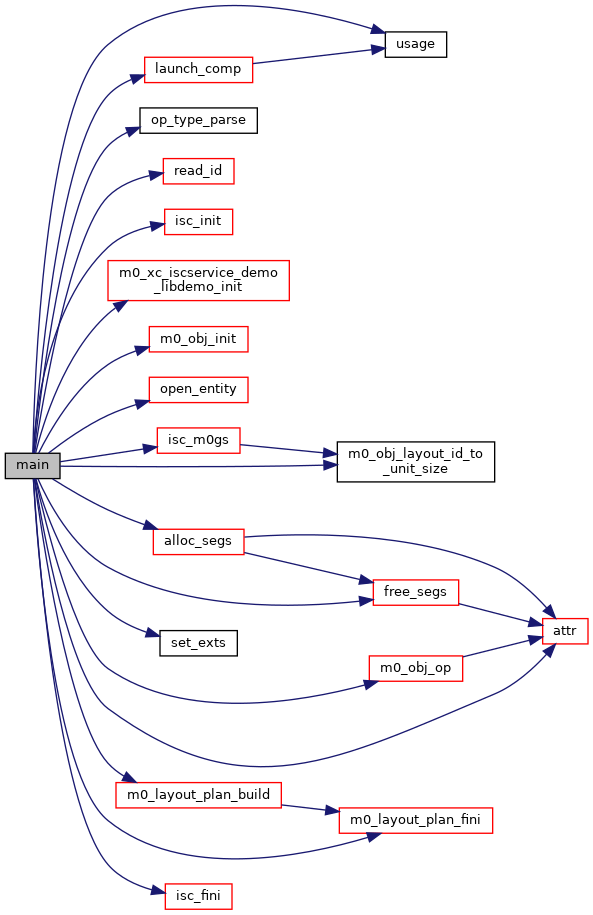 usage
launch_comp
op_type_parse
read_id
isc_init
m0_xc_iscservice_demo
_libdemo_init
m0_obj_init
open_entity
isc_m0gs
m0_obj_layout_id_to
_unit_size
main
alloc_segs
free_segs
attr
set_exts
m0_obj_op
m0_layout_plan_build
m0_layout_plan_fini
isc_fini